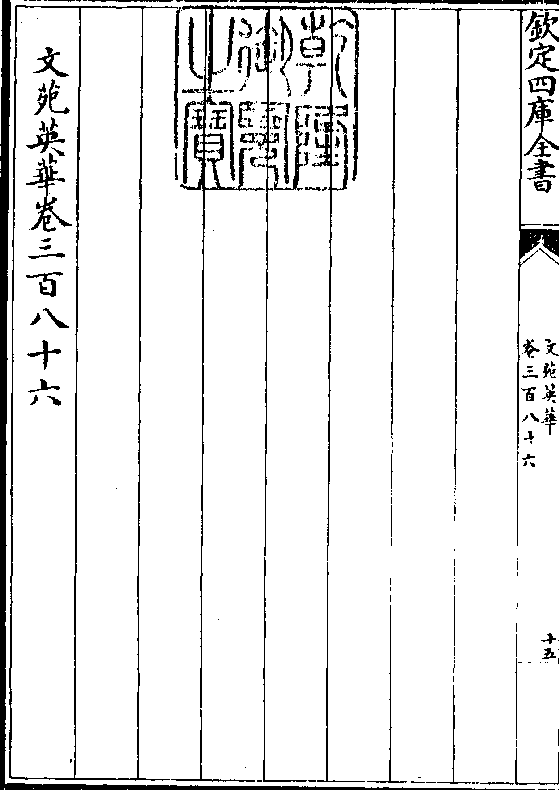 欽定四庫全書
文苑英華
卷三百八十六
十五
乾隆
御覽
之寶
文苑英華卷三百八十六